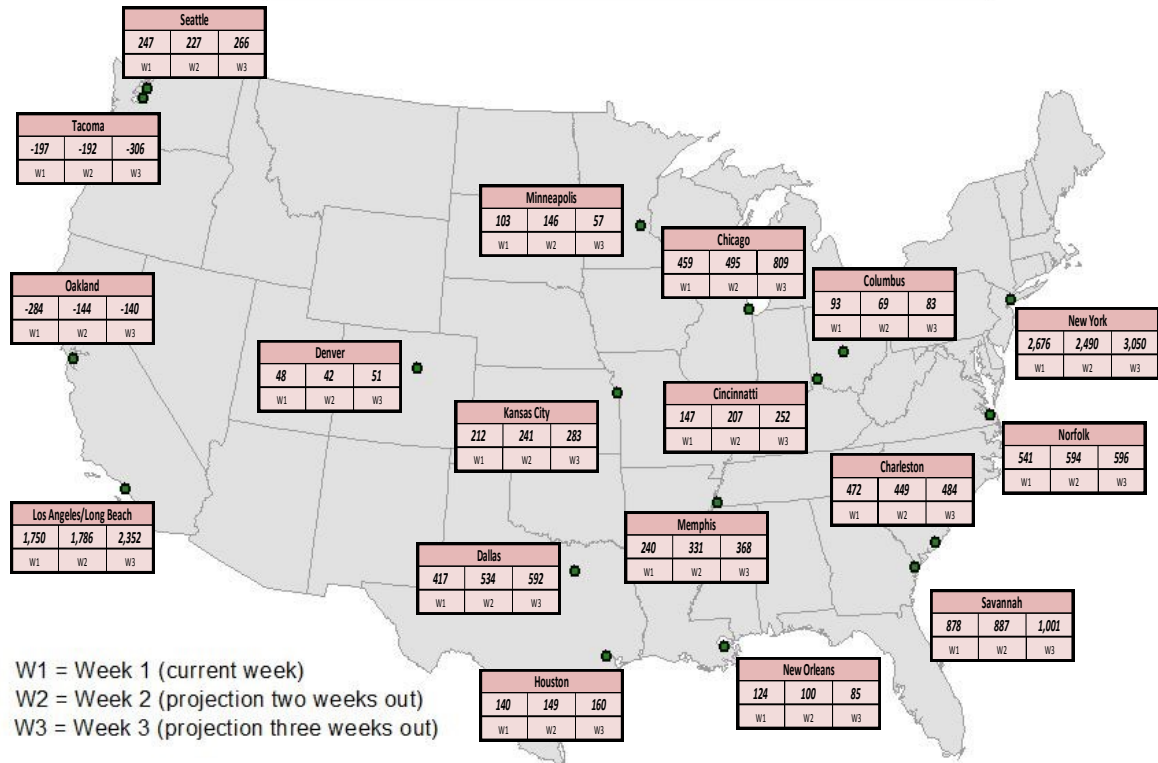 Seattle
247 227 266
W1 W2 W3
Tacoma
-197 -192 -306
W1 W2 W3
Minneapolis
103 146 57
W1 W2 W3
Chicago
459 495 809
W1 W2 W3
Oakland
-284 -144 -140
W1 W2 W3
Columbus
93 69 83
W1 W2 W3
New York
2,676 2,490 3,050
W1 W2 W3
Denver
48 42 51
W1 W2 W3
Cincinnatti
147 207 252
W1 W2 W3
Kansas City
212 241 283
W1 W2 W3
Norfolk
541 594 596
W1 W2 W3
Charleston
472 449 484
W1 W2 W3
Los Angeles/Long Beach
1,750 1,786 2,352
W1 W2 W3
Memphis
240 331 368
W1 W2 W3
Dallas
417 534 592
W1 W2 W3
Savannah
878 887 1,001
W1 W2 W3
New Orleans
124 100 85
W1 W2 W3
Houston
140 149 160
W1 W2 W3
W1 = Week 1 (current week)
W2 = Week 2 (projection two weeks out)
W3 = Week 3 (projection three weeks out)